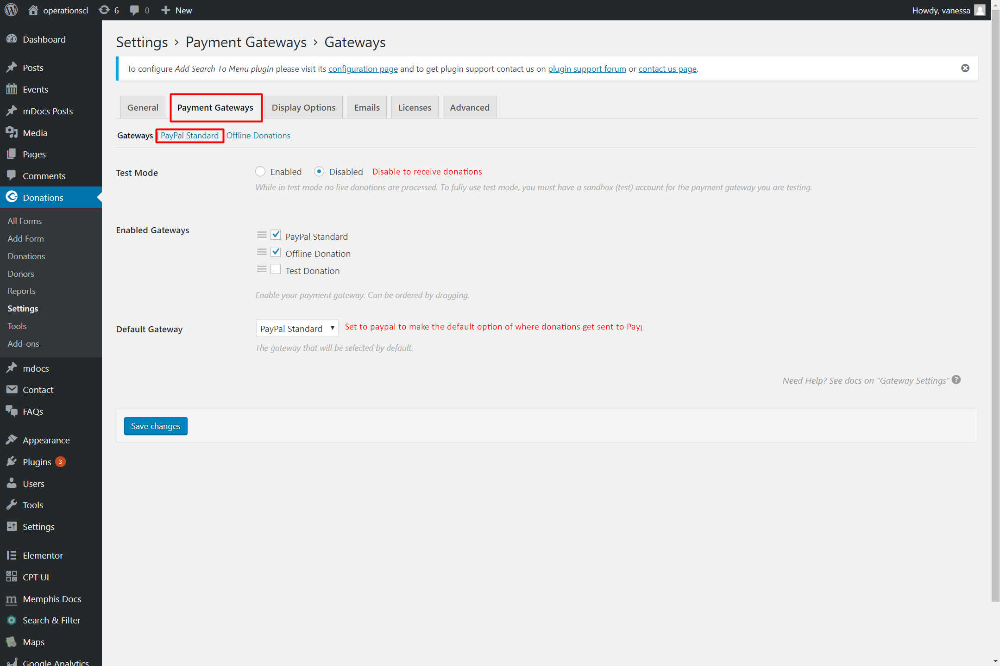 operationscl 6 0 New Howdy, vanessa
Dashboard
Posts
Events
mDocs Posts
Media
Pages
Comments
Donations
All Forms
Add Form
Donations
Donors
Reports
Settings
Tools
Add-ons
mdocs
Contact
FAQs
Appearance
Plugins 3
Users
Tools
Settings
Elementor
CPT UI
Memphis Docs
Search & Filter
Maps
Google Analytics
Settings › Payment Gateways › Gateways
To configure Add Search To Menu plugin please visit its configuration page and to get plugin support contact us on plugin support forum or contact us page.
General Payment Gateways Display Options Emails Licenses Advanced
Gateways | PayPal Standard Offline Donations
Test Mode Enabled Disabled Disable to receive donations
While in test mode no live donations are processed. To fully use test mode, you must have a sandbox (test) account for the payment gateway you are testing.
Enabled Gateways
PayPal Standard
Offline Donation
Test Donation
Enable your payment gateway. Can be ordered by dragging.
Default Gateway PayPal Standard Set to paypal to make the default option of where donations get sent to Payp
The gateway that will be selected by default.
Need Help? See docs on "Gateway Settings" ?
Save changes